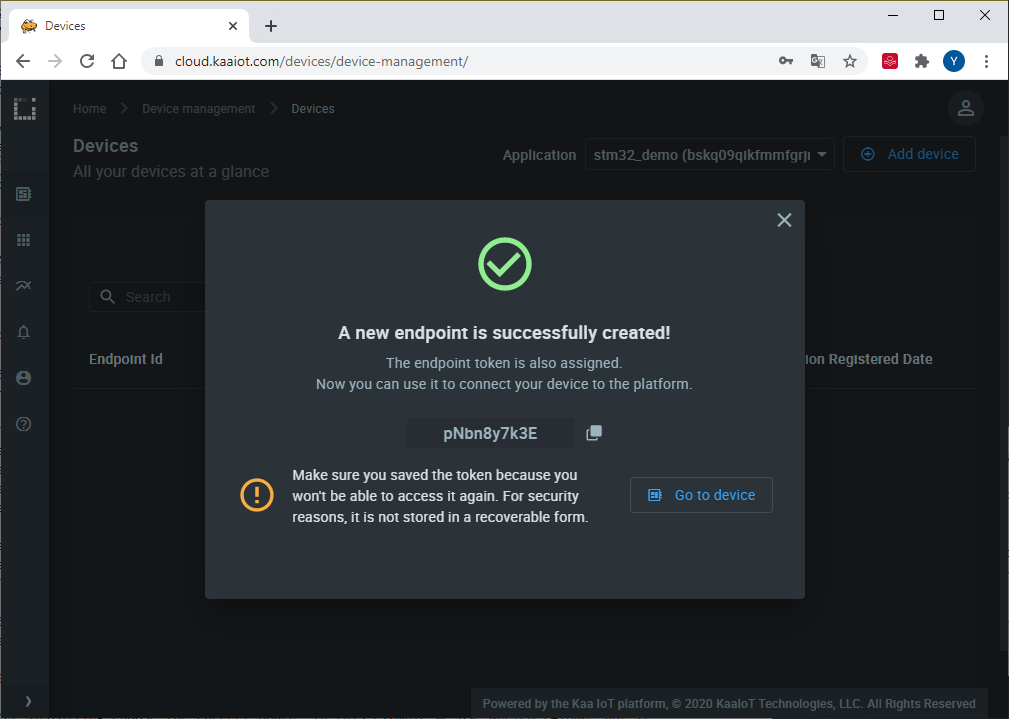 Devices
cloud.kaaiot.com/devices/device-management/
Y
Home
Device management
Devices
Devices
All your devices at a glance
Application
stm32_demo
Add device
Search
Endpoint Id
Registered Date
A new endpoint is successfully created!
The endpoint token is also assigned.
Now you can use it to connect your device to the platform.
pNbn8y7k3E
Make sure you saved the token because you
won't be able to access it again. For security
reasons, it is not stored in a recoverable form.
Go to device
Powered by the Kaa IoT platform, © 2020 KaaIoT Technologies, LLC. All Rights Reserved